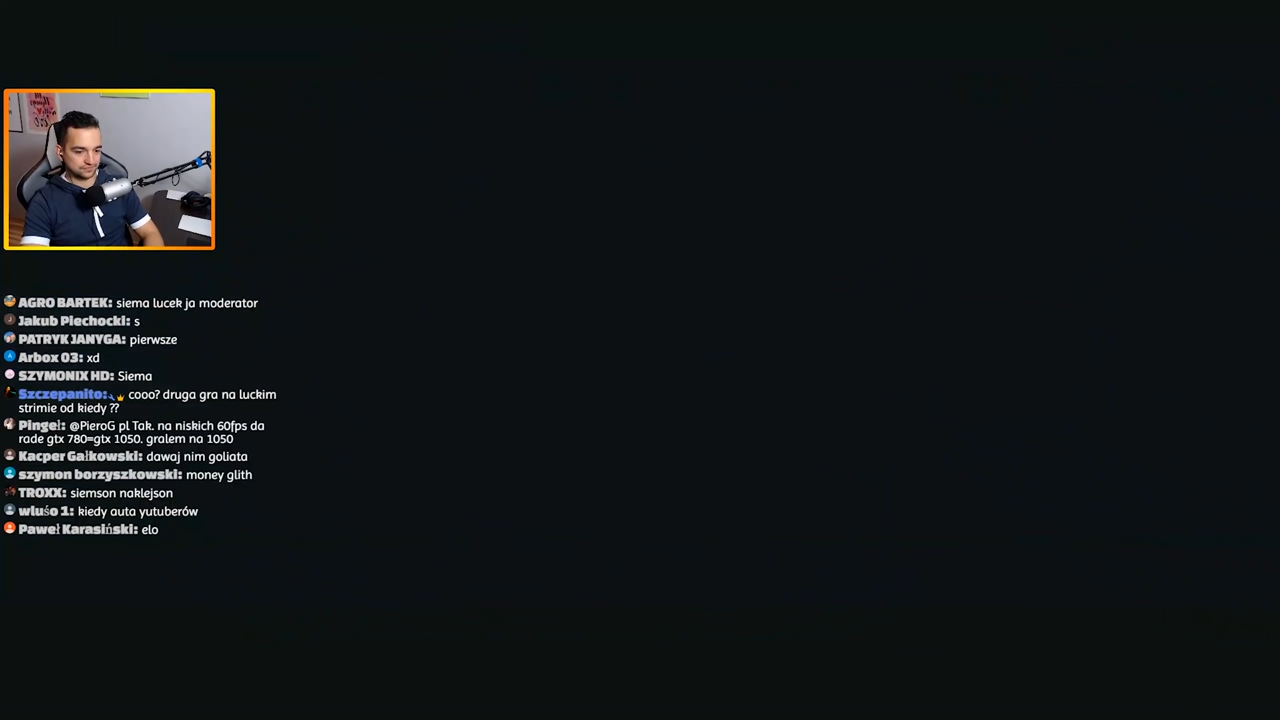 AGRO BARTEK: siema lucek ja moderator
Jakub Piechocki: s
PATRYK JANYGA: pierwsze
Arbox 03: xd
SZYMONIX HD: Siema
Szczepanito: cooo? druga gra na luckim
strimie od kiedy ??
Pingeł: @PieroG pl Tak. na niskich 60fps da
rade gtx 780=gtx 1050. gralem na 1050
Kacper Gałkowski: dawaj nim goliata
szymon borzyszkowski: money glith
TROXX: siemson naklejson
wluśo 1: kiedy auta yutuberów
Paweł Karasiński: elo